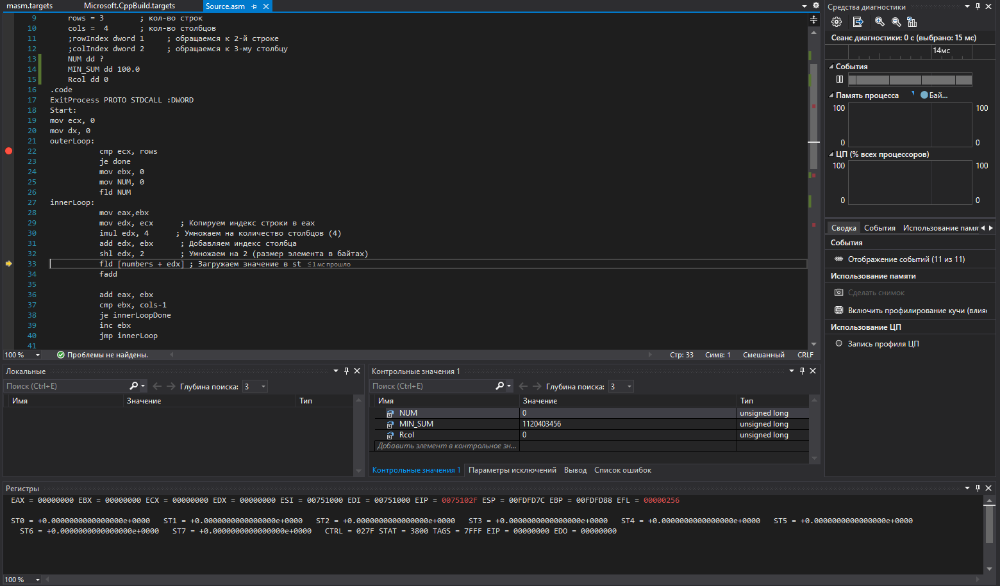 masm.targets Microsoft.CppBuild.targets Source.asm
9 rows = 3 ; кол-во строк
10 cols = 4 ; кол-во столбцов
11 ;rowIndex dword 1 ; обращаемся к 2-й строке
12 ;colIndex dword 2 ; обращаемся к 3-му столбцу
13 NUM dd ?
14 MIN_SUM dd 100.0
15 Rcol dd 0
16 .code
17 ExitProcess PROTO STDCALL :DWORD
18 Start:
19 mov ecx, 0
20 mov dx, 0
21 outerLoop:
22 cmp ecx, rows
23 je done
24 mov ebx, 0
25 mov NUM, 0
26 fld NUM
27 innerLoop:
28 mov eax,ebx
29 mov edx, ecx ; Копируем индекс строки в eax
30 imul edx, 4 ; Умножаем на количество столбцов (4)
31 add edx, ebx ; Добавляем индекс столбца
32 shl edx, 2 ; Умножаем на 2 (размер элемента в байтах)
33 fld [numbers + edx] ; Загружаем значение в st ≤ 1 мс прошло
34 fadd
35
36 add eax, ebx
37 cmp ebx, cols-1
38 je innerLoopDone
39 inc ebx
40 jmp innerLoop
41
100 % Проблемы не найдены. Стр: 33 Симв: 1 Смешанный CRLF
Средства диагностики
Сеанс диагностики: 0 с (выбрано: 15 мс)
14мс
События
Память процесса Бай...
100 100
0 0
ЦП (% всех процессоров)
100 100
0 0
Сводка События Использование памя
События
Отображение событий (11 из 11)
Использование памяти
Сделать снимок
Включить профилирование кучи (влия
Использование ЦП
Запись профиля ЦП
Локальные
Поиск (Ctrl+E) Глубина поиска: 3
Имя Значение Тип
Контрольные значения 1
Поиск (Ctrl+E) Глубина поиска: 3
Имя Значение Тип
NUM 0 unsigned long
MIN_SUM 1120403456 unsigned long
Rcol 0 unsigned long
Добавить элемент в контрольное зн...
Контрольные значения 1 Параметры исключений Вывод Список ошибок
Регистры
EAX = 00000000 EBX = 00000000 ECX = 00000000 EDX = 00000000 ESI = 00751000 EDI = 00751000 EIP = 0075102F ESP = 00FDFD7C EBP = 00FDFD88 EFL = 00000256
ST0 = +0.0000000000000000e+0000 ST1 = +0.0000000000000000e+0000 ST2 = +0.0000000000000000e+0000 ST3 = +0.0000000000000000e+0000 ST4 = +0.0000000000000000e+0000 ST5 = +0.0000000000000000e+0000
ST6 = +0.0000000000000000e+0000 ST7 = +0.0000000000000000e+0000 CTRL = 027F STAT = 3800 TAGS = 7FFF EIP = 00000000 EDO = 00000000
100 %